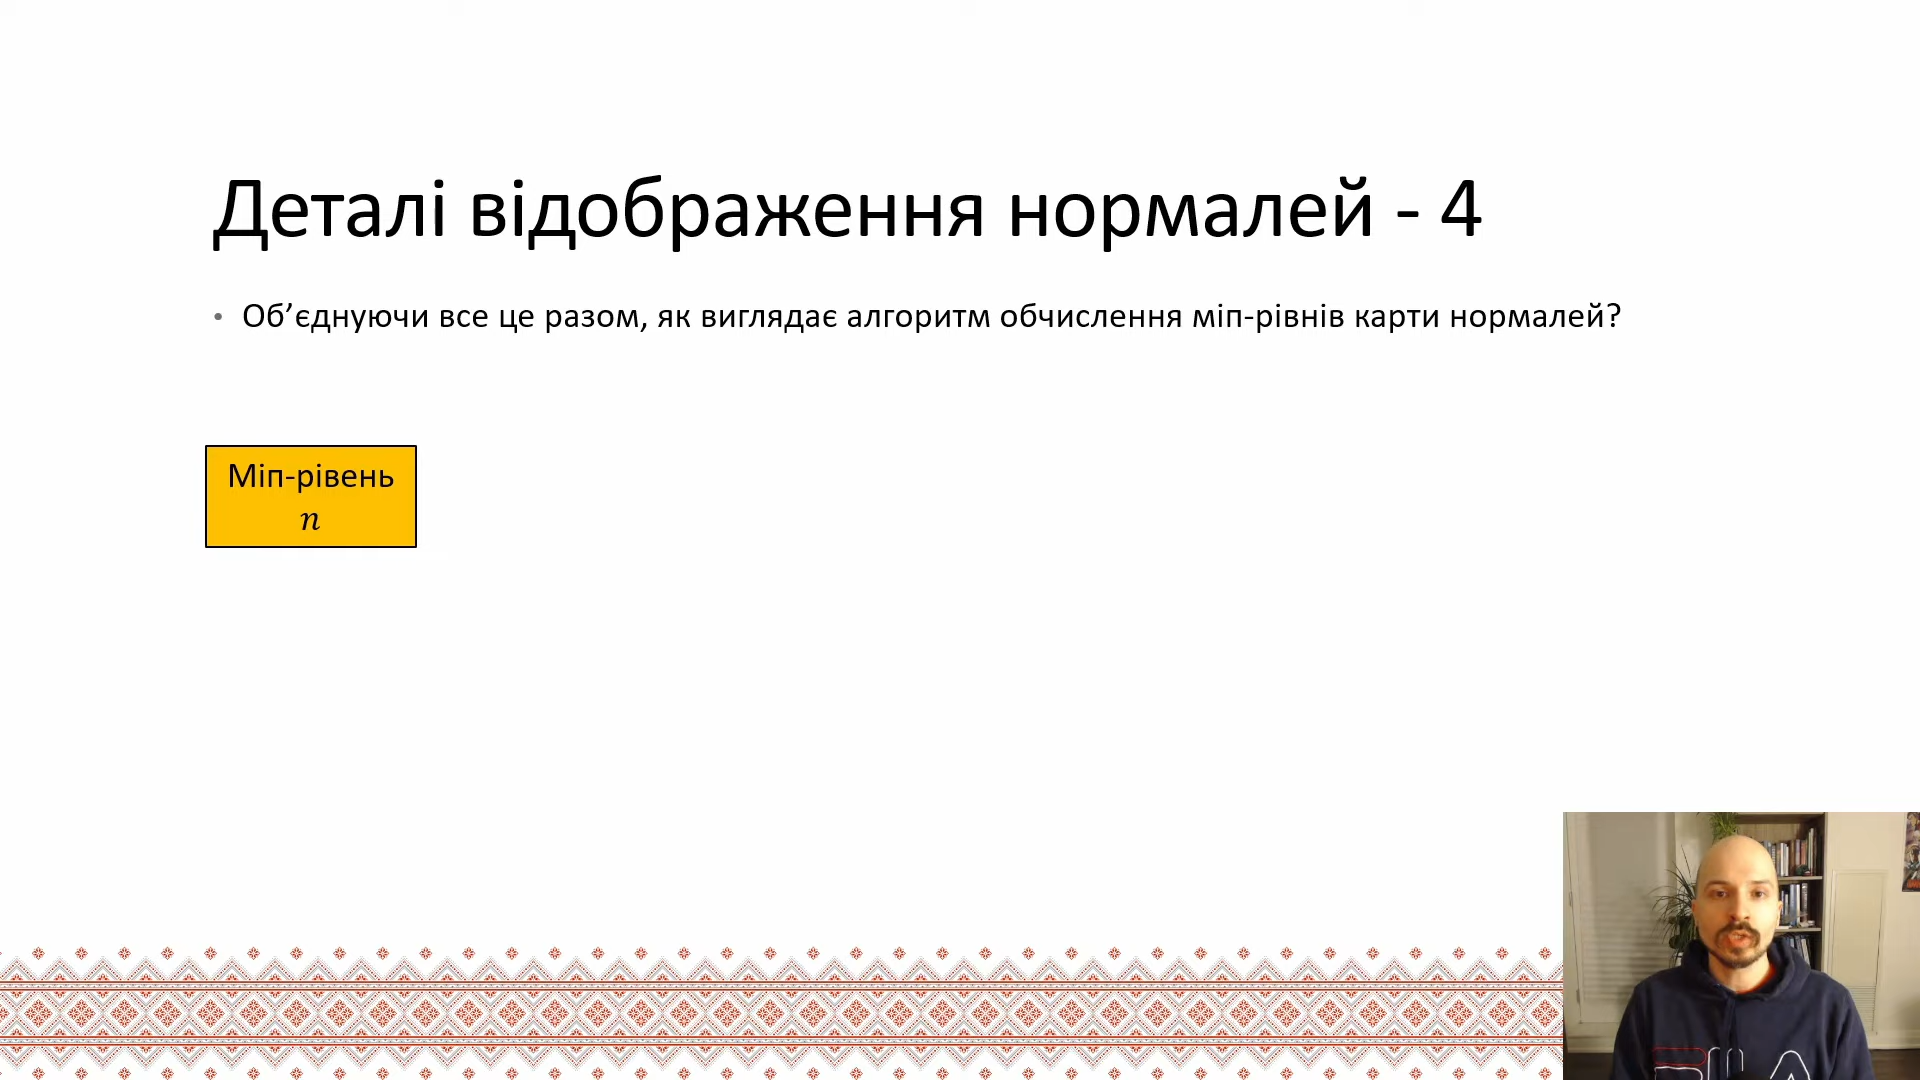 Деталі відображення нормалей - 4
• Об’єднуючи все це разом, як виглядає алгоритм обчислення міп-рівнів карти нормалей?
Міп-рівень
n